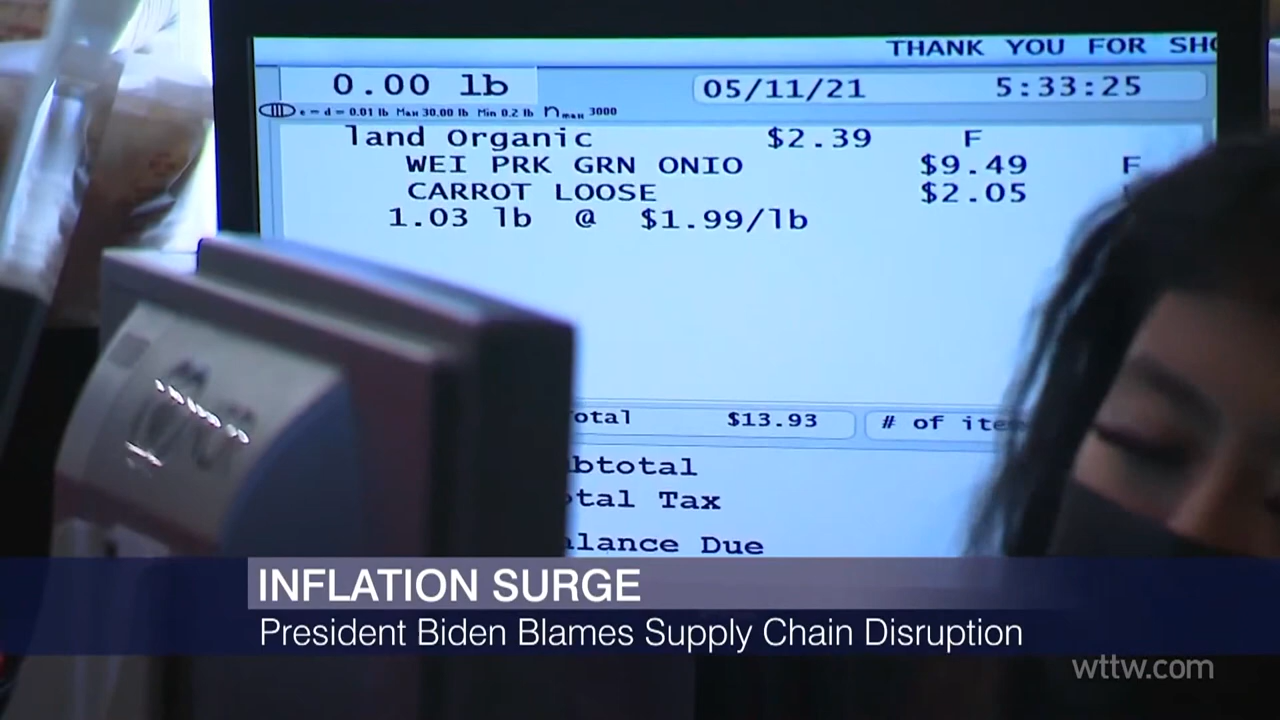 THANK YOU FOR
0.00 lb
05/11/21 5:33:25
e = d = 0.01 lb Max 30.00 lb Min 0.2 lb nmax 3000
land Organic $2.39 F
WEI PRK GRN ONIO $9.49 F
CARROT LOOSE $2.05
1.03 lb @ $1.99/lb
otal $13.93 # of ite
btotal
otal Tax
alance Due
INFLATION SURGE
President Biden Blames Supply Chain Disruption
wttw.com